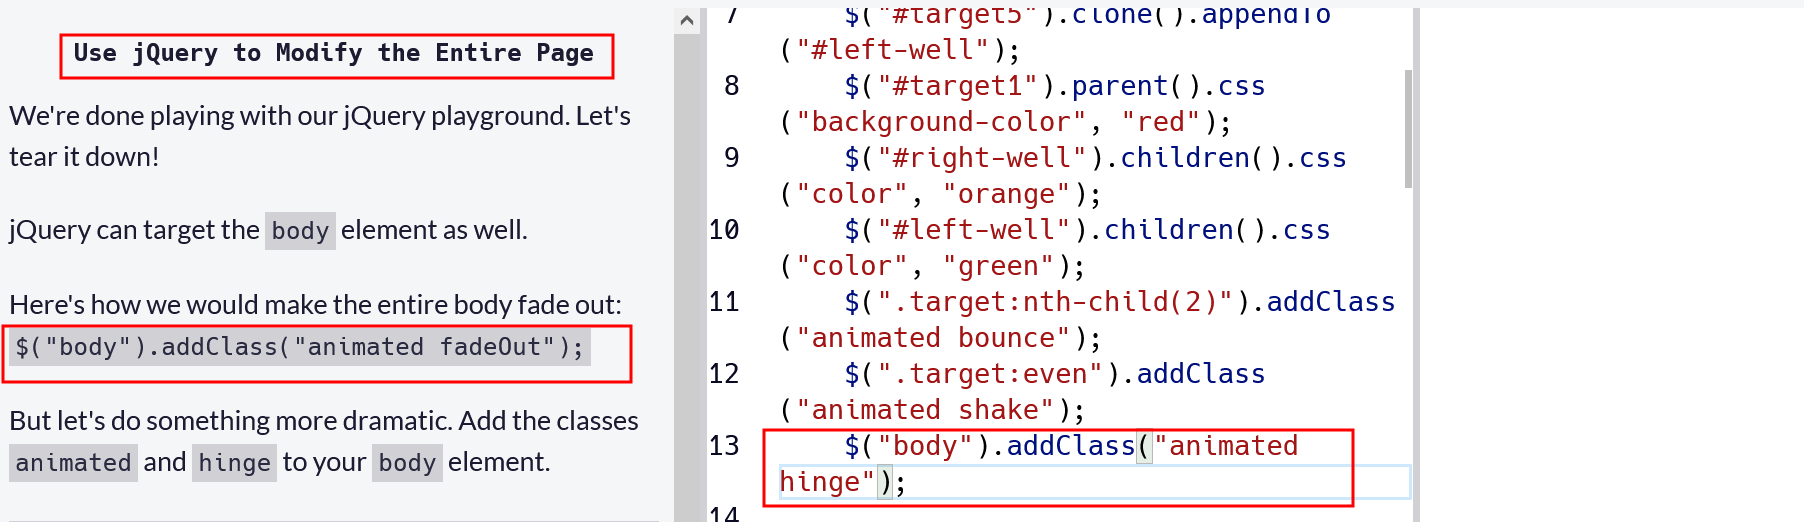 Use jQuery to Modify the Entire Page
We're done playing with our jQuery playground. Let's
tear it down!
jQuery can target the body element as well.
Here's how we would make the entire body fade out:
$("body").addClass("animated fadeOut");
But let's do something more dramatic. Add the classes
animated and hinge to your body element.
7 $("#target5").clone().appendTo
("#left-well");
8 $("#target1").parent().css
("background-color", "red");
9 $("#right-well").children().css
("color", "orange");
10 $("#left-well").children().css
("color", "green");
11 $(".target:nth-child(2)").addClass
("animated bounce");
12 $(".target:even").addClass
("animated shake");
13 $("body").addClass("animated
hinge");
14